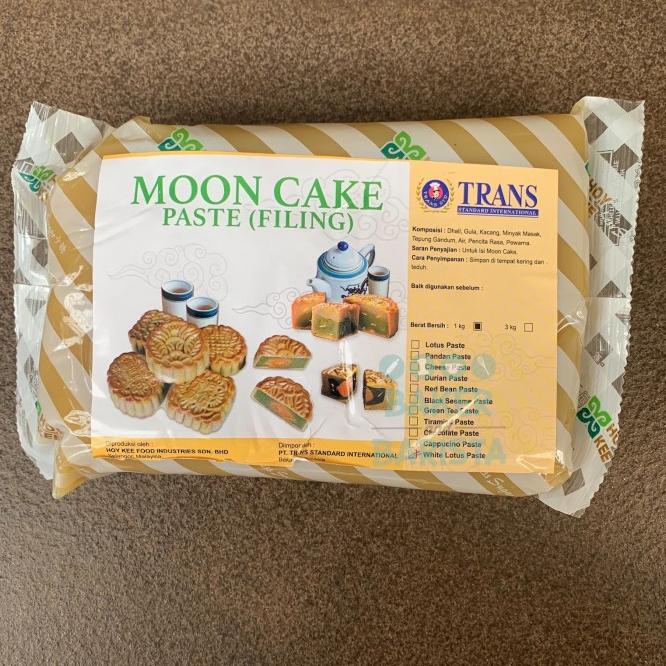 MOON CAKE
PASTE (FILING)
TRANS
STANDARD INTERNATIONAL
Komposisi : Dhall, Gula, Kacang, Minyak Masak,
Tepung Gandum, Air, Pencita Rasa, Pewarna.
Saran Penyajian : Untuk Isi Moon Cake.
Cara Penyimpanan : Simpan di tempat kering dan
teduh.
Baik digunakan sebelum :
Berat Bersih : 1 kg 3 kg
Lotus Paste
Pandan Paste
Cheese Paste
Durian Paste
Red Bean Paste
Black Sesame Paste
Green Tea Paste
Tiramisu Paste
Chocolate Paste
Cappucino Paste
White Lotus Paste
Diproduksi oleh :
HOY KEE FOOD INDUSTRIES SDN. BHD
Selangor, Malaysia
Diimpor oleh :
PT. TRANS STANDARD INTERNATIONAL
HOY
KEE
BARISTA